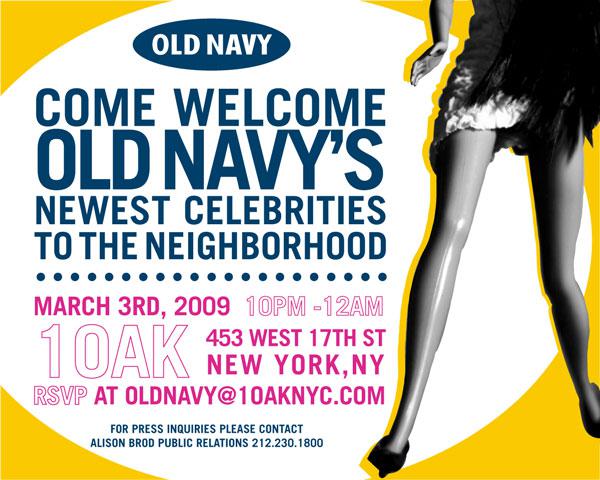 OLD NAVY
COME WELCOME
OLD NAVY'S
NEWEST CELEBRITIES
TO THE NEIGHBORHOOD
MARCH 3RD, 2009 10PM -12AM
1OAK
453 WEST 17TH ST
NEW YORK, NY
RSVP AT OLDNAVY@1OAKNYC.COM
FOR PRESS INQUIRIES PLEASE CONTACT
ALISON BROD PUBLIC RELATIONS 212.230.1800